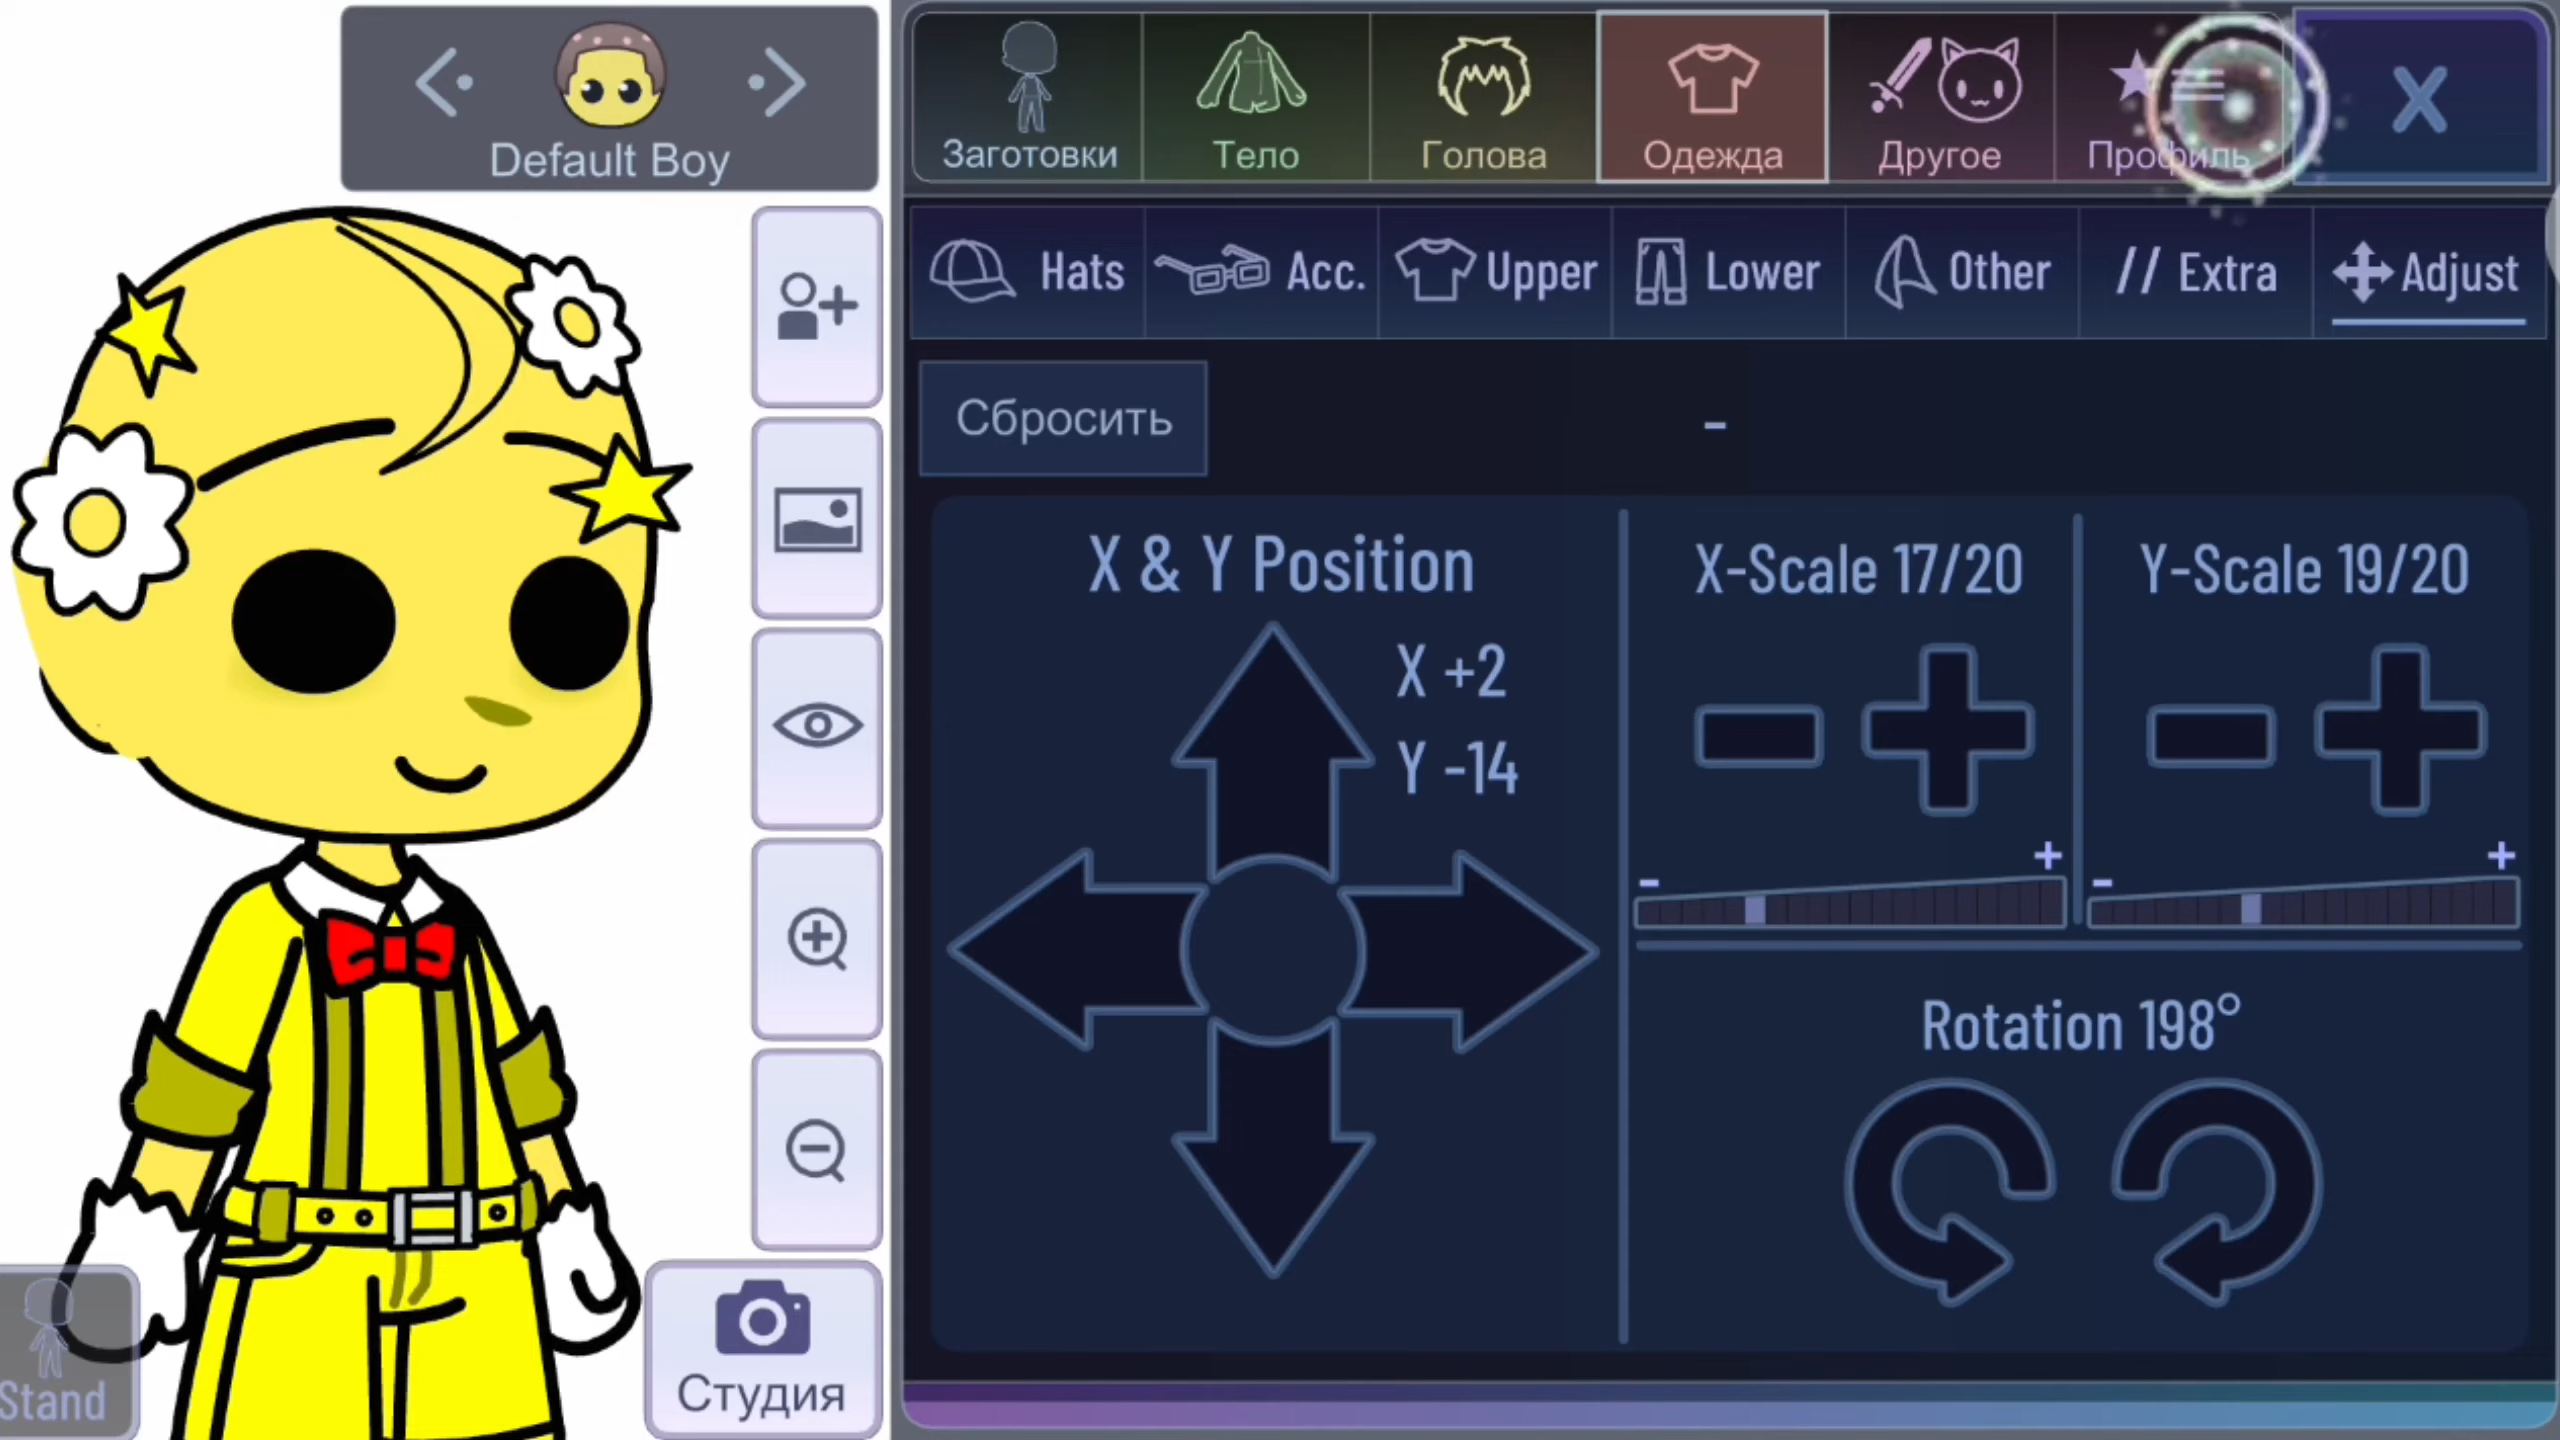 Default Boy
Заготовки
Тело
Голова
Одежда
Другое
Профиль
X
Hats
Acc.
Upper
Lower
Other
// Extra
Adjust
Сбросить
-
X & Y Position
X +2
Y -14
X-Scale 17/20
- +
Y-Scale 19/20
- +
Rotation 198°
Stand
Студия